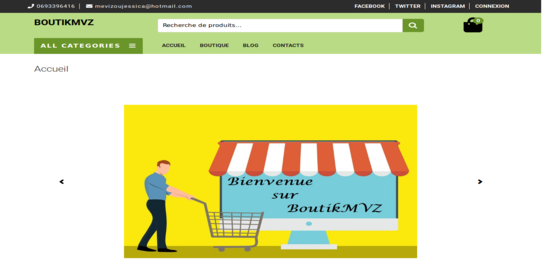 0693396416 | mevizoujessica@hotmail.com
FACEBOOK | TWITTER | INSTAGRAM | CONNEXION
BOUTIKMVZ
Recherche de produits...
0
ALL CATEGORIES
ACCUEIL BOUTIQUE BLOG CONTACTS
Accueil
Bienvenue
sur
BoutikMVZ